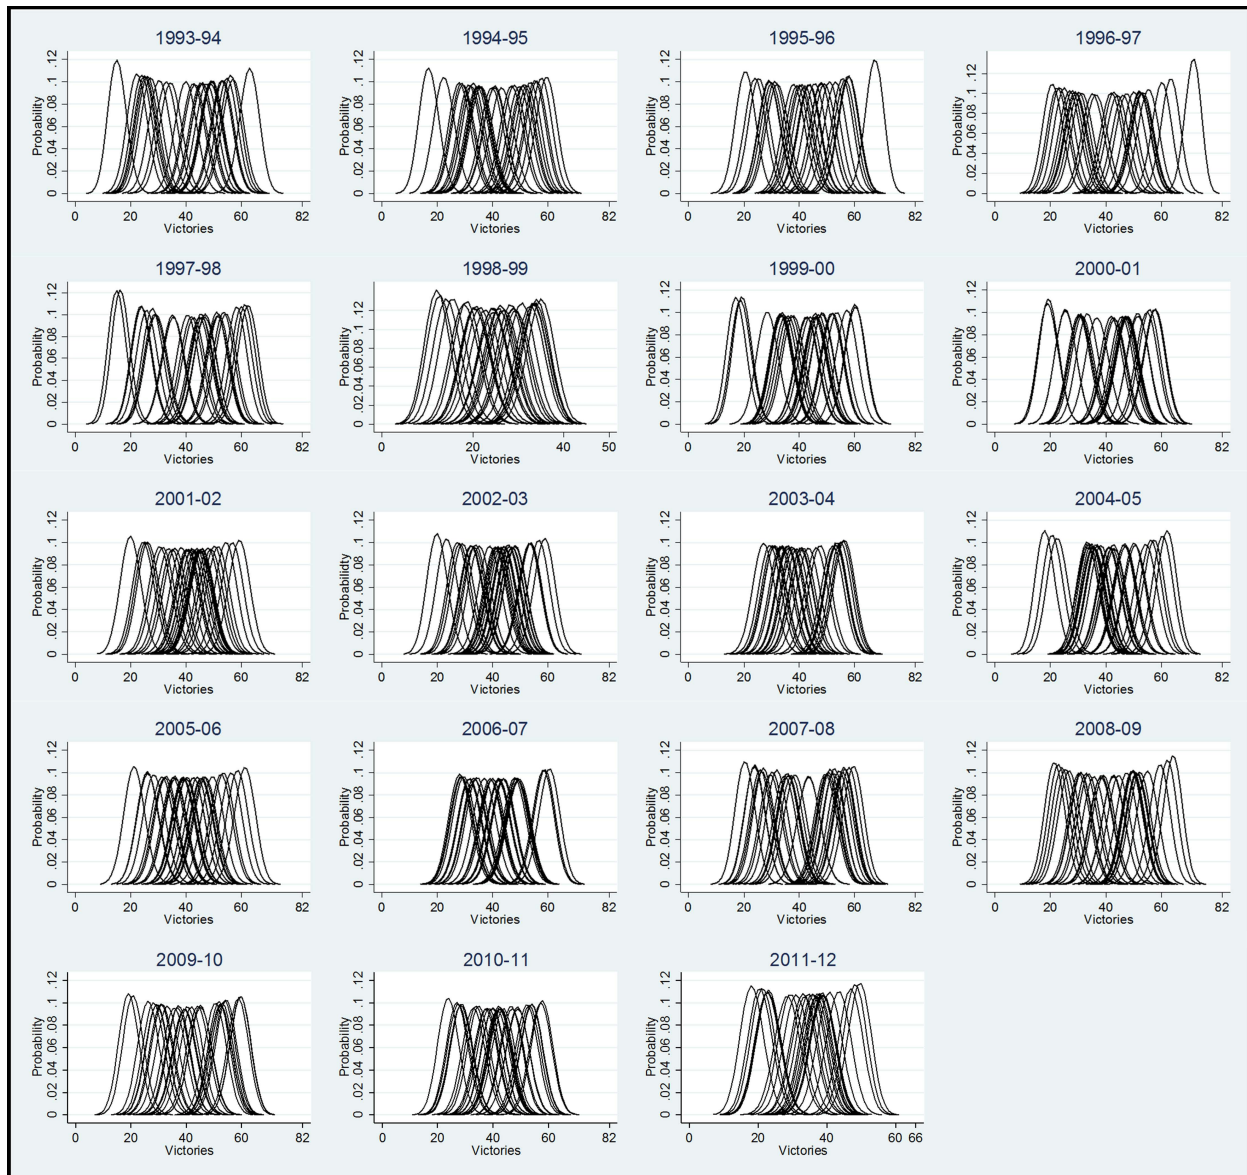 1993-94
Probability
0 .02 .04 .06 .08 .1 .12
0 20 40 60 82
Victories
1994-95
Probability
0 .02 .04 .06 .08 .1 .12
0 20 40 60 82
Victories
1995-96
Probability
0 .02 .04 .06 .08 .1 .12
0 20 40 60 82
Victories
1996-97
Probability
0 .02 .04 .06 .08 .1 .12
0 20 40 60 82
Victories
1997-98
Probability
0 .02 .04 .06 .08 .1 .12
0 20 40 60 82
Victories
1998-99
Probability
0 .02 .04 .06 .08 .1 .12
0 20 40 50
Victories
1999-00
Probability
0 .02 .04 .06 .08 .1 .12
0 20 40 60 82
Victories
2000-01
Probability
0 .02 .04 .06 .08 .1 .12
0 20 40 60 82
Victories
2001-02
Probability
0 .02 .04 .06 .08 .1 .12
0 20 40 60 82
Victories
2002-03
Probabilidty
0 .02 .04 .06 .08 .1 .12
0 20 40 60 82
Victories
2003-04
Probability
0 .02 .04 .06 .08 .1 .12
0 20 40 60 82
Victories
2004-05
Probability
0 .02 .04 .06 .08 .1 .12
0 20 40 60 82
Victories
2005-06
Probability
0 .02 .04 .06 .08 .1 .12
0 20 40 60 82
Victories
2006-07
Probability
0 .02 .04 .06 .08 .1 .12
0 20 40 60 82
Victories
2007-08
Probability
0 .02 .04 .06 .08 .1 .12
0 20 40 60 82
Victories
2008-09
Probability
0 .02 .04 .06 .08 .1 .12
0 20 40 60 82
Victories
2009-10
Probability
0 .02 .04 .06 .08 .1 .12
0 20 40 60 82
Victories
2010-11
Probability
0 .02 .04 .06 .08 .1 .12
0 20 40 60 82
Victories
2011-12
Probability
0 .02 .04 .06 .08 .1 .12
0 20 40 60 66
Victories